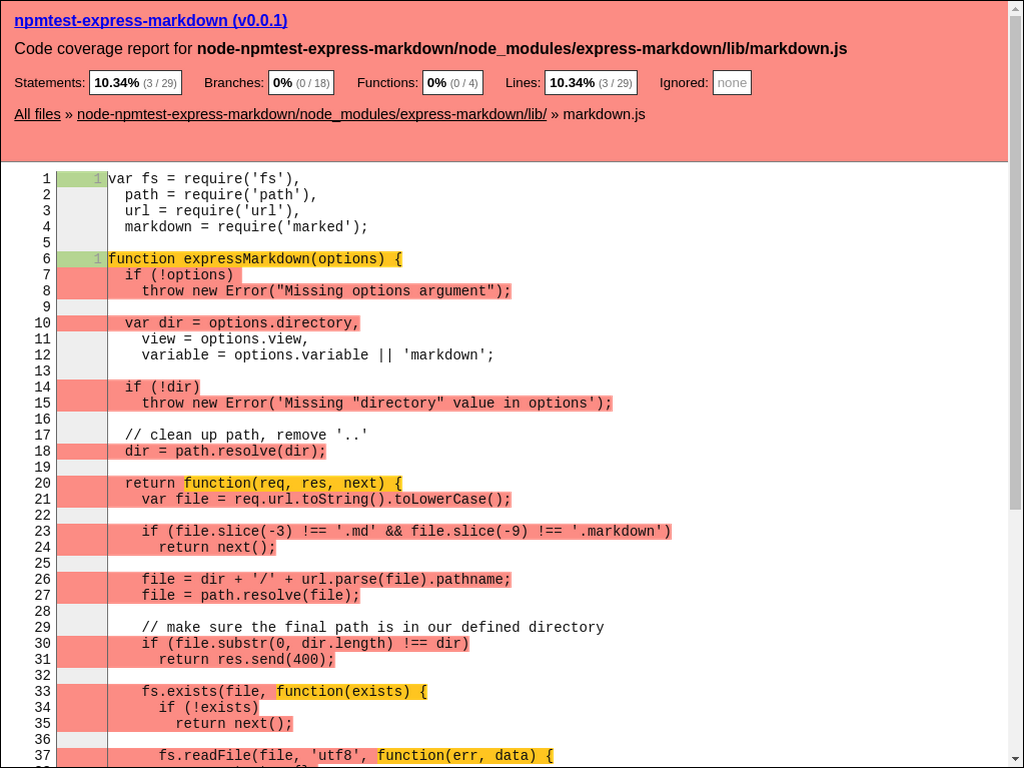 npmtest-express-markdown (v0.0.1)
Code coverage report for node-npmtest-express-markdown/node_modules/express-markdown/lib/markdown.js
Statements: 10.34% (3 / 29) Branches: 0% (0 / 18) Functions: 0% (0 / 4) Lines: 10.34% (3 / 29) Ignored: none
All files » node-npmtest-express-markdown/node_modules/express-markdown/lib/ » markdown.js
1 1 var fs = require('fs'),
2 path = require('path'),
3 url = require('url'),
4 markdown = require('marked');
5
6 1 function expressMarkdown(options) {
7 if (!options)
8 throw new Error("Missing options argument");
9
10 var dir = options.directory,
11 view = options.view,
12 variable = options.variable || 'markdown';
13
14 if (!dir)
15 throw new Error('Missing "directory" value in options');
16
17 // clean up path, remove '..'
18 dir = path.resolve(dir);
19
20 return function(req, res, next) {
21 var file = req.url.toString().toLowerCase();
22
23 if (file.slice(-3) !== '.md' && file.slice(-9) !== '.markdown')
24 return next();
25
26 file = dir + '/' + url.parse(file).pathname;
27 file = path.resolve(file);
28
29 // make sure the final path is in our defined directory
30 if (file.substr(0, dir.length) !== dir)
31 return res.send(400);
32
33 fs.exists(file, function(exists) {
34 if (!exists)
35 return next();
36
37 fs.readFile(file, 'utf8', function(err, data) {